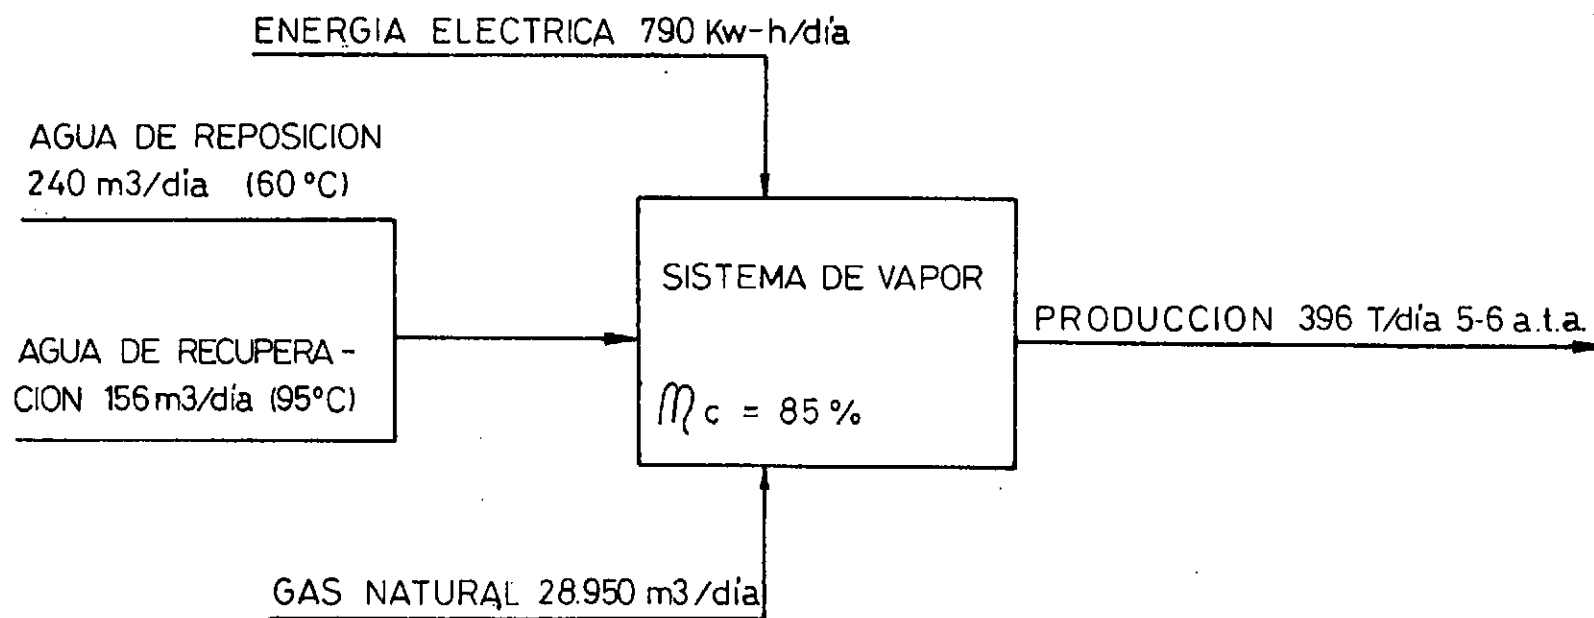 ENERGIA ELECTRICA 790 Kw-h/día
AGUA DE REPOSICION
240 m3/día (60°C)
SISTEMA DE VAPOR
PRODUCCION 396 T/día 5-6 a.t.a.
AGUA DE RECUPERA-
CION 156 m3/día (95°C)
η c = 85 %
GAS NATURAL 28.950 m3/día